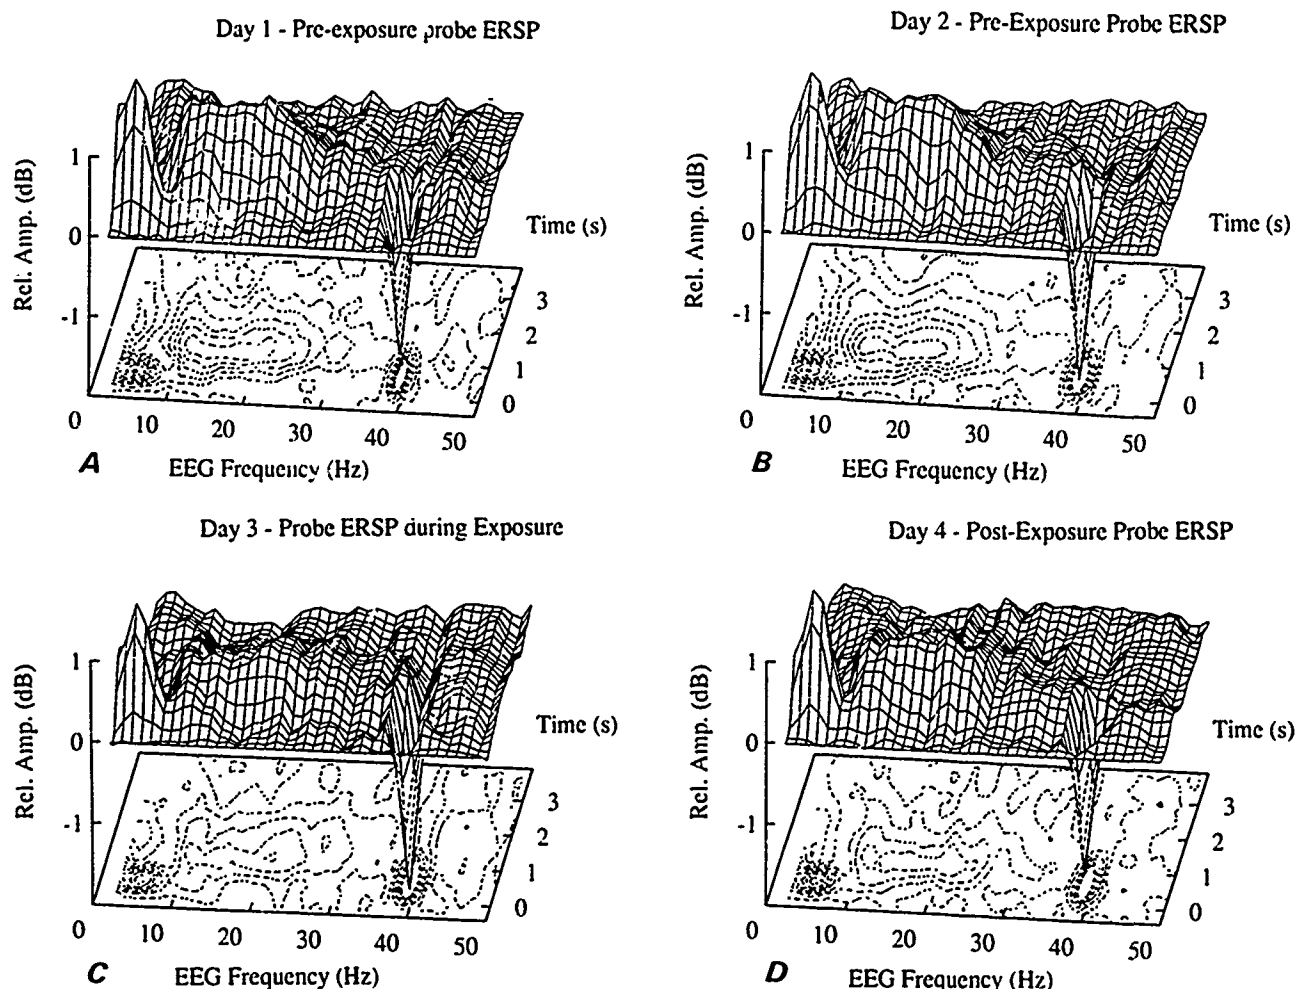 Day 1 - Pre-exposure probe ERSP
Rel. Amp. (dB)
1
0
-1
Time (s)
3
2
1
0
0 10 20 30 40 50
A EEG Frequency (Hz)
Day 2 - Pre-Exposure Probe ERSP
Rel. Amp. (dB)
1
0
-1
Time (s)
3
2
1
0
0 10 20 30 40 50
B EEG Frequency (Hz)
Day 3 - Probe ERSP during Exposure
Rel. Amp. (dB)
1
0
-1
Time (s)
3
2
1
0
0 10 20 30 40 50
C EEG Frequency (Hz)
Day 4 - Post-Exposure Probe ERSP
Rel. Amp. (dB)
1
0
-1
Time (s)
3
2
1
0
0 10 20 30 40 50
D EEG Frequency (Hz)